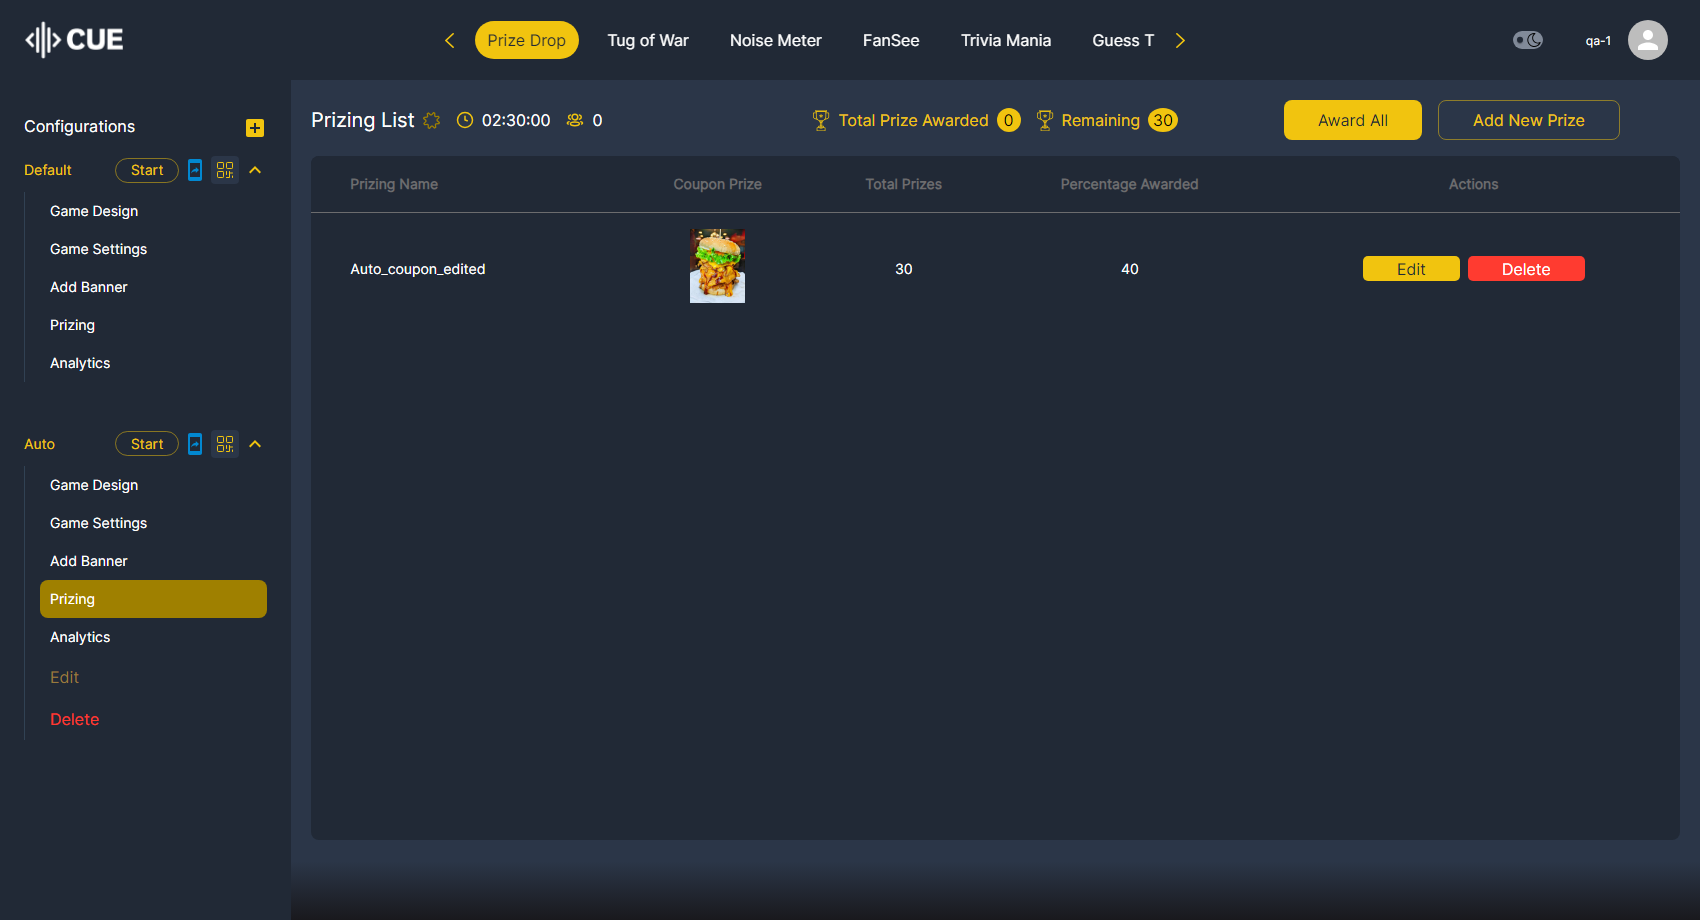 CUE
Prize Drop
Tug of War
Noise Meter
FanSee
Trivia Mania
Guess T
qa-1
Configurations
Default
Start
Game Design
Game Settings
Add Banner
Prizing
Analytics
Auto
Start
Game Design
Game Settings
Add Banner
Prizing
Analytics
Edit
Delete
Prizing List
02:30:00
0
Total Prize Awarded 0
Remaining 30
Award All
Add New Prize
Prizing Name
Coupon Prize
Total Prizes
Percentage Awarded
Actions
Auto_coupon_edited
30
40
Edit
Delete